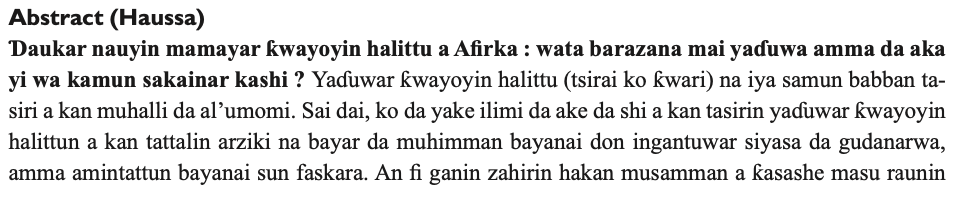 Abstract (Haussa)
Ɗaukar nauyin mamayar ƙwayoyin halittu a Afirka : wata barazana mai yaɗuwa amma da aka
yi wa kamun sakainar kashi ? Yaɗuwar ƙwayoyin halittu (tsirai ko ƙwari) na iya samun babban ta-
siri a kan muhalli da al’umomi. Sai dai, ko da yake ilimi da ake da shi a kan tasirin yaɗuwar ƙwayoyin
halittun a kan tattalin arziki na bayar da muhimman bayanai don ingantuwar siyasa da gudanarwa,
amma amintattun bayanai sun faskara. An fi ganin zahirin hakan musamman a ƙasashe masu raunin